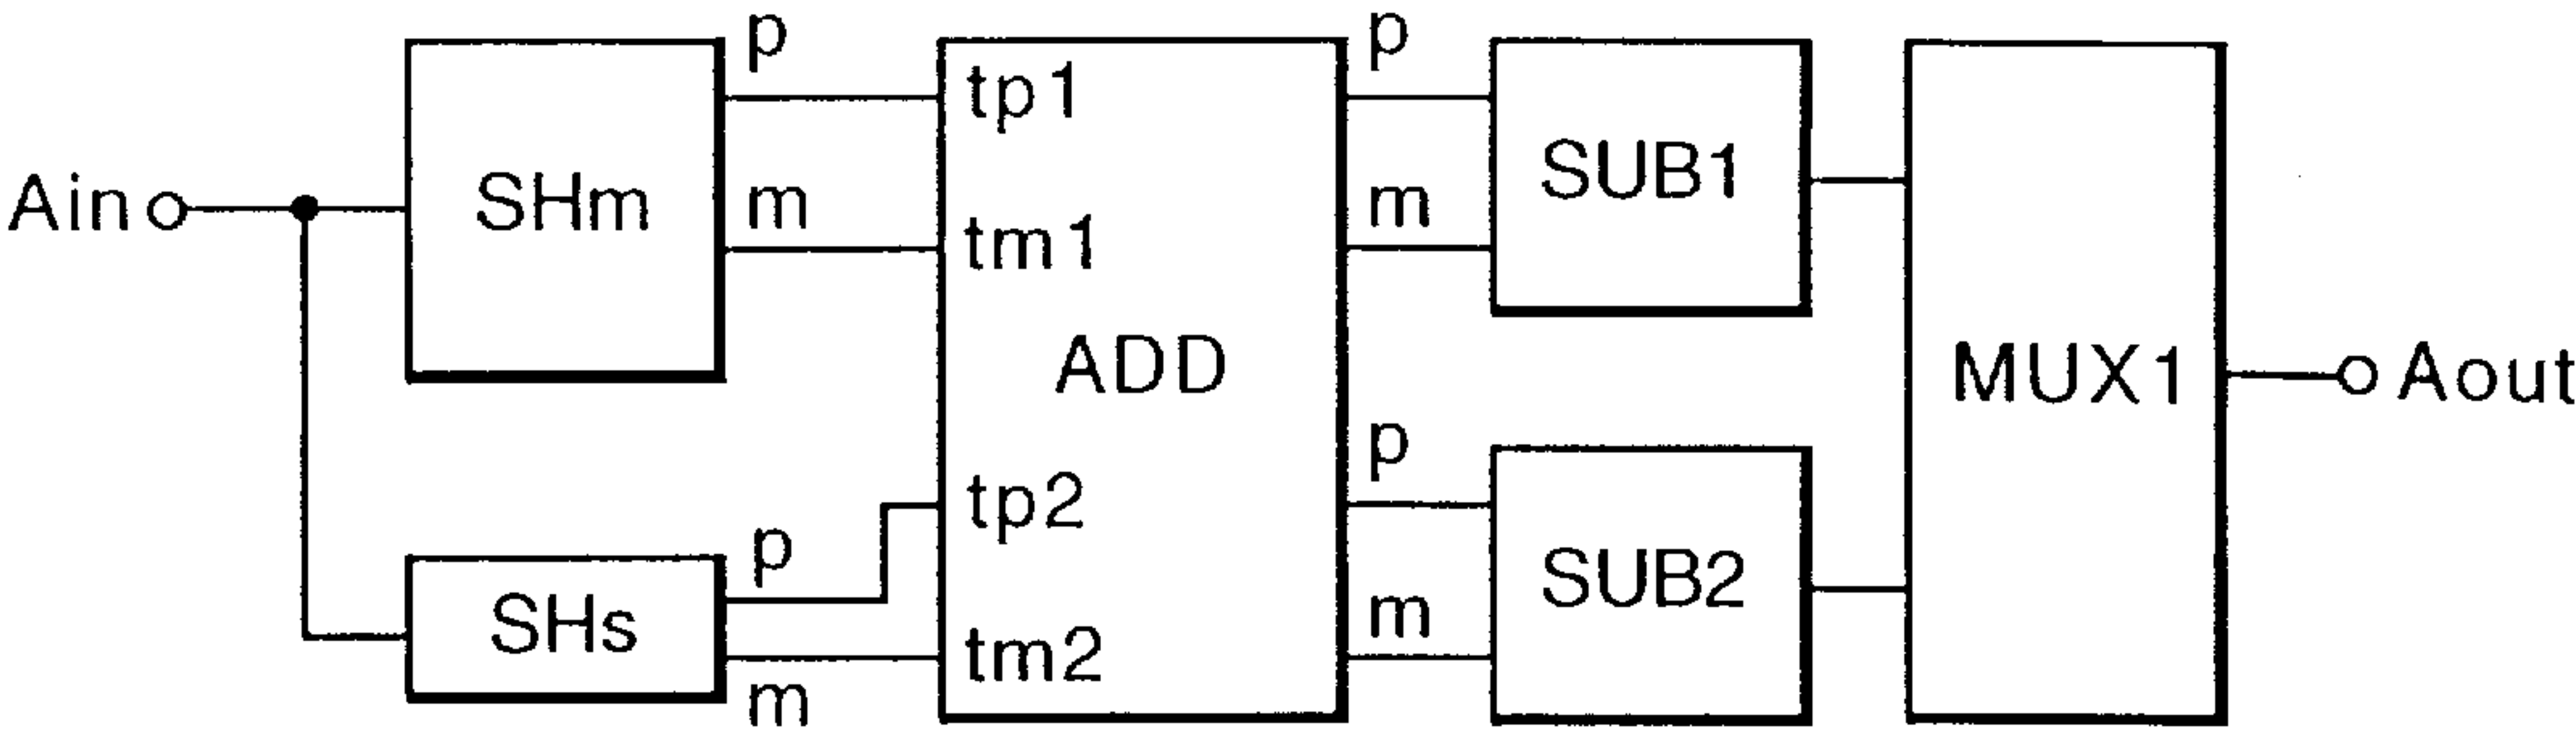 p p
tp1
SUB1
Ain SHm m tm1 m
ADD MUX1 Aout
p tp2 p
SHs SUB2
tm2 m
m